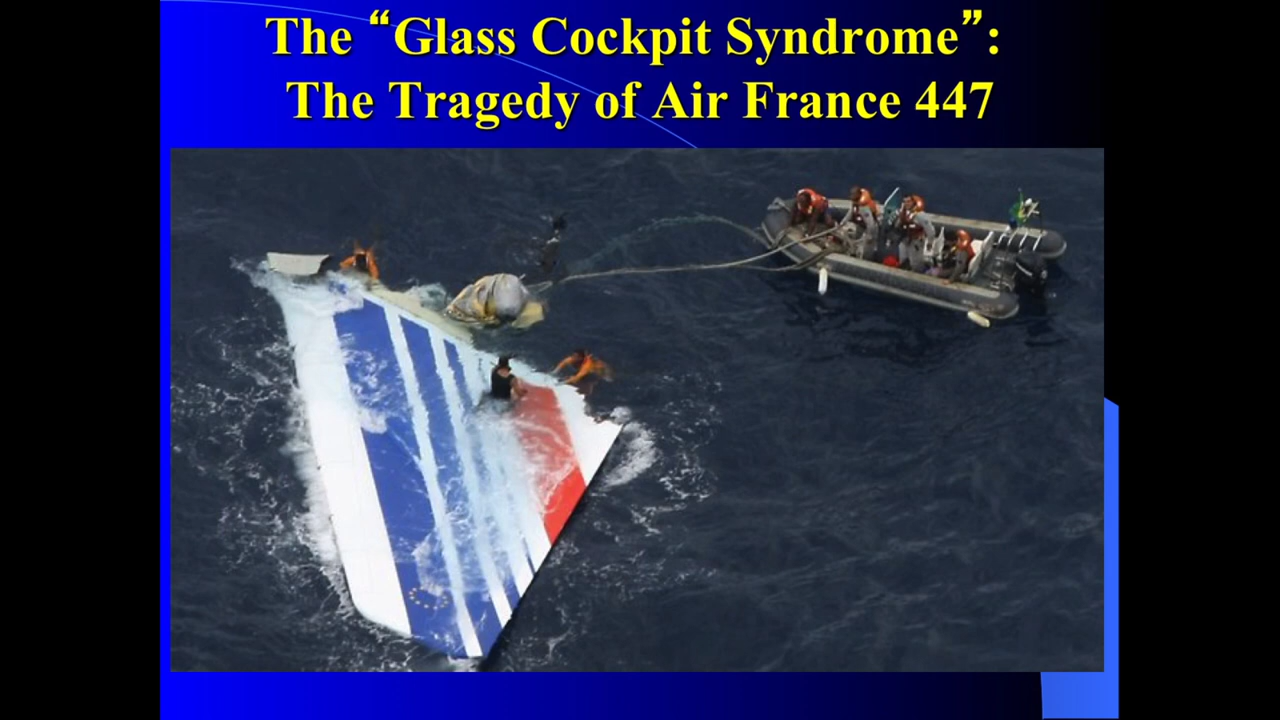 The “Glass Cockpit Syndrome”:
The Tragedy of Air France 447